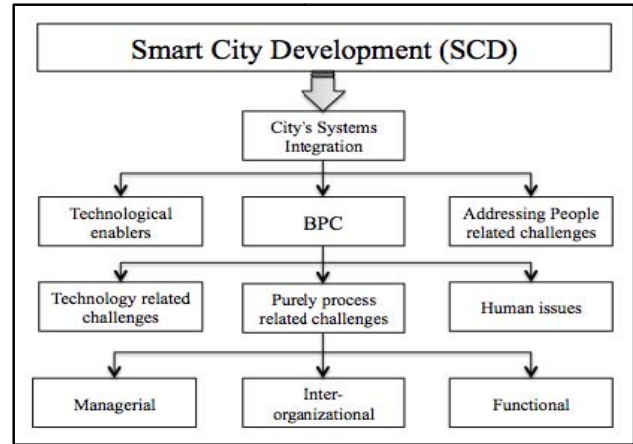 Smart City Development (SCD)
City's Systems
Integration
Technological
enablers
BPC
Addressing People
related challenges
Technology related
challenges
Purely process
related challenges
Human issues
Managerial
Inter-
organizational
Functional